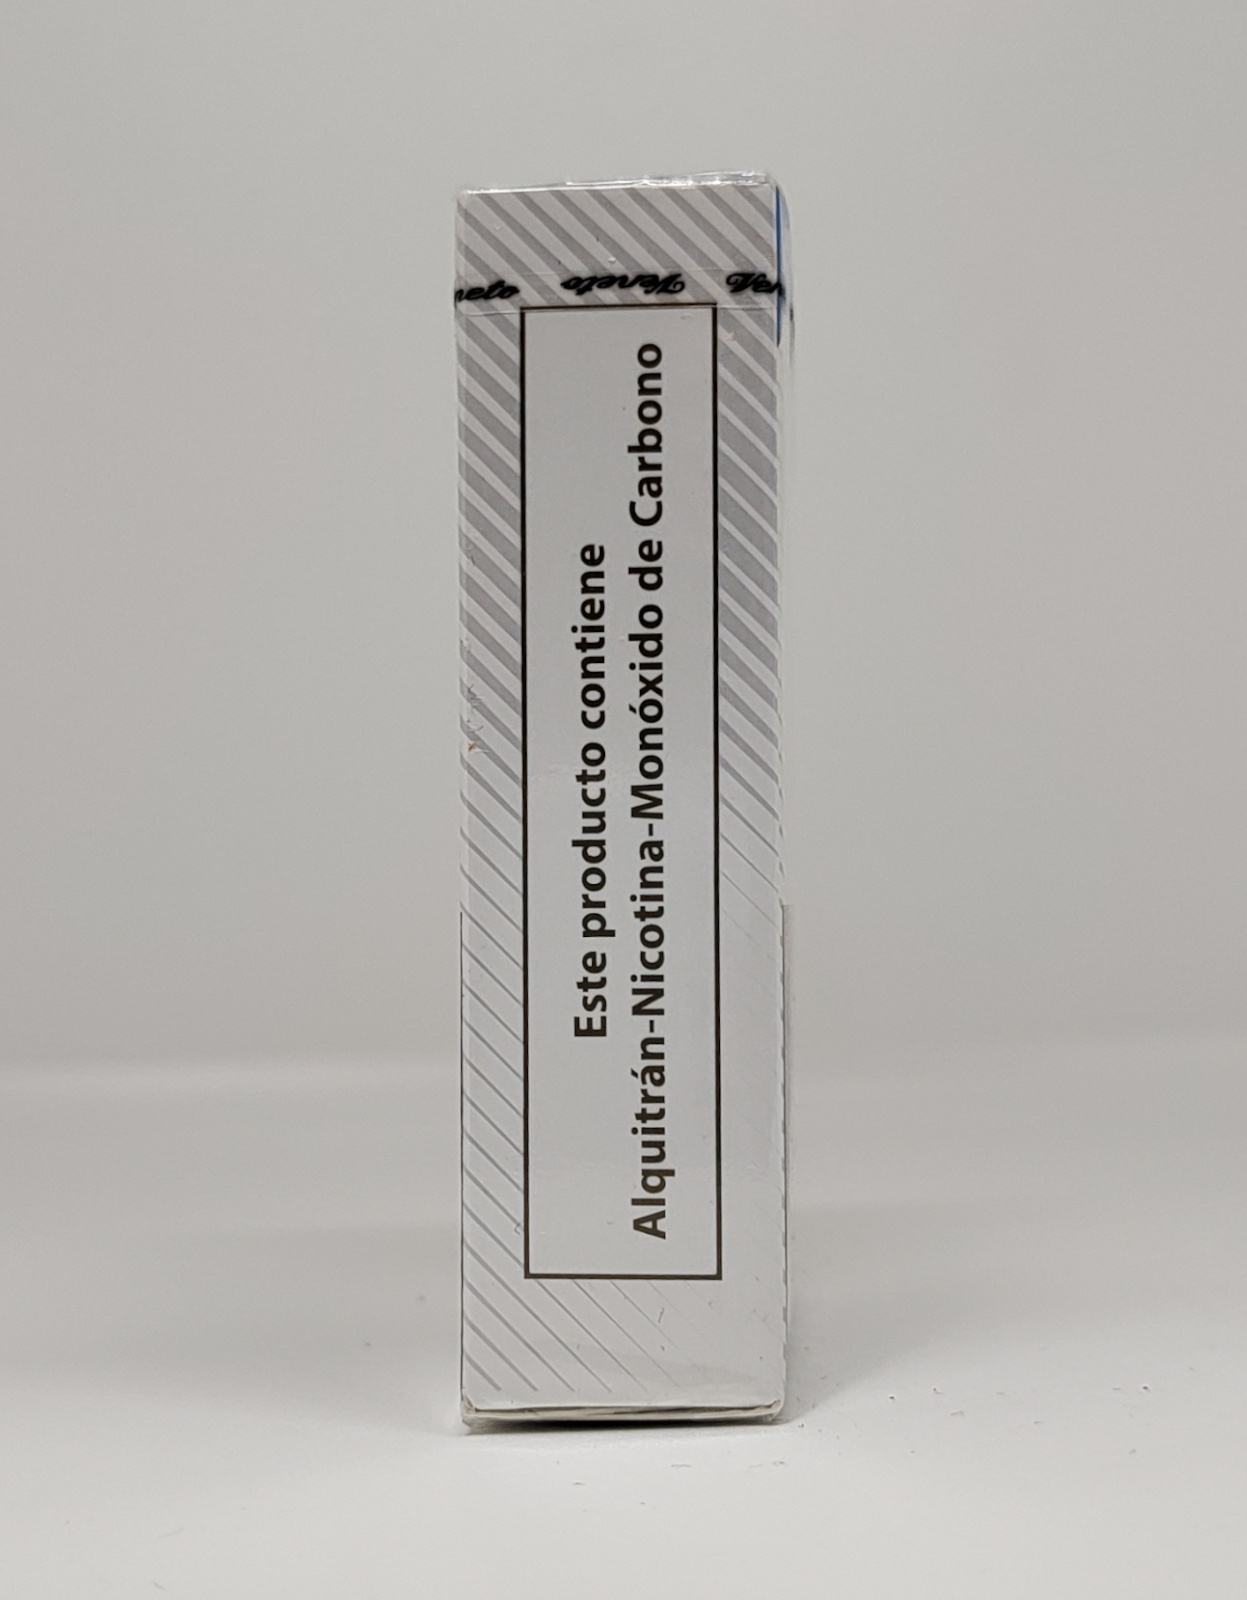 Veneto
Este producto contiene
Alquitrán-Nicotina-Monóxido de Carbono